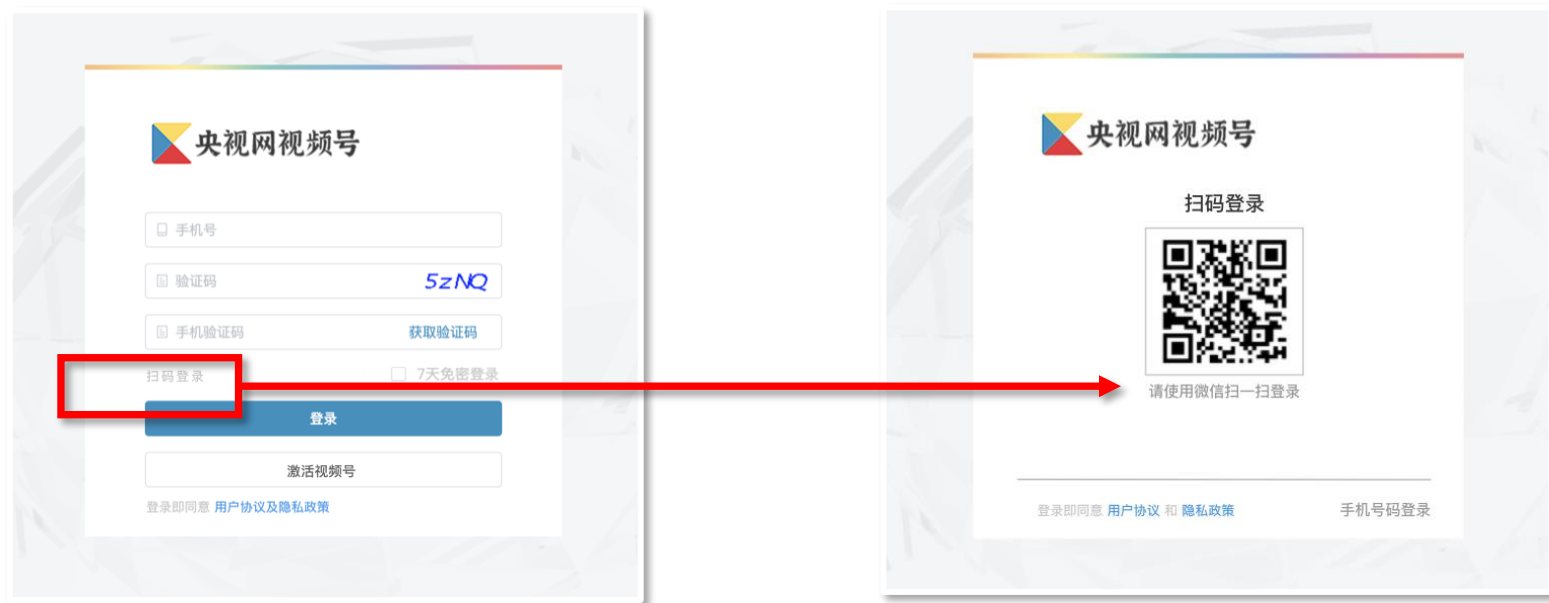 央视网视频号
手机号
验证码 5zNQ
手机验证码 获取验证码
扫码登录 7天免密登录
登录
激活视频号
登录即同意 用户协议及隐私政策
央视网视频号
扫码登录
请使用微信扫一扫登录
登录即同意 用户协议 和 隐私政策 手机号码登录